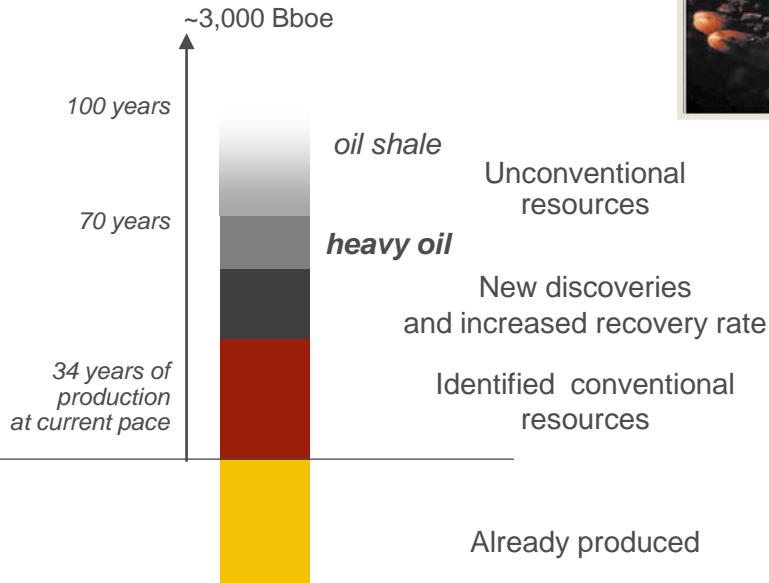 ~3,000 Bboe
100 years
oil shale
Unconventional
resources
70 years
heavy oil
New discoveries
and increased recovery rate
34 years of
production
at current pace
Identified conventional
resources
Already produced